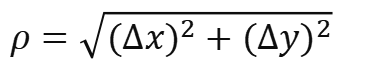 ρ = √(Δx)² + (Δy)²